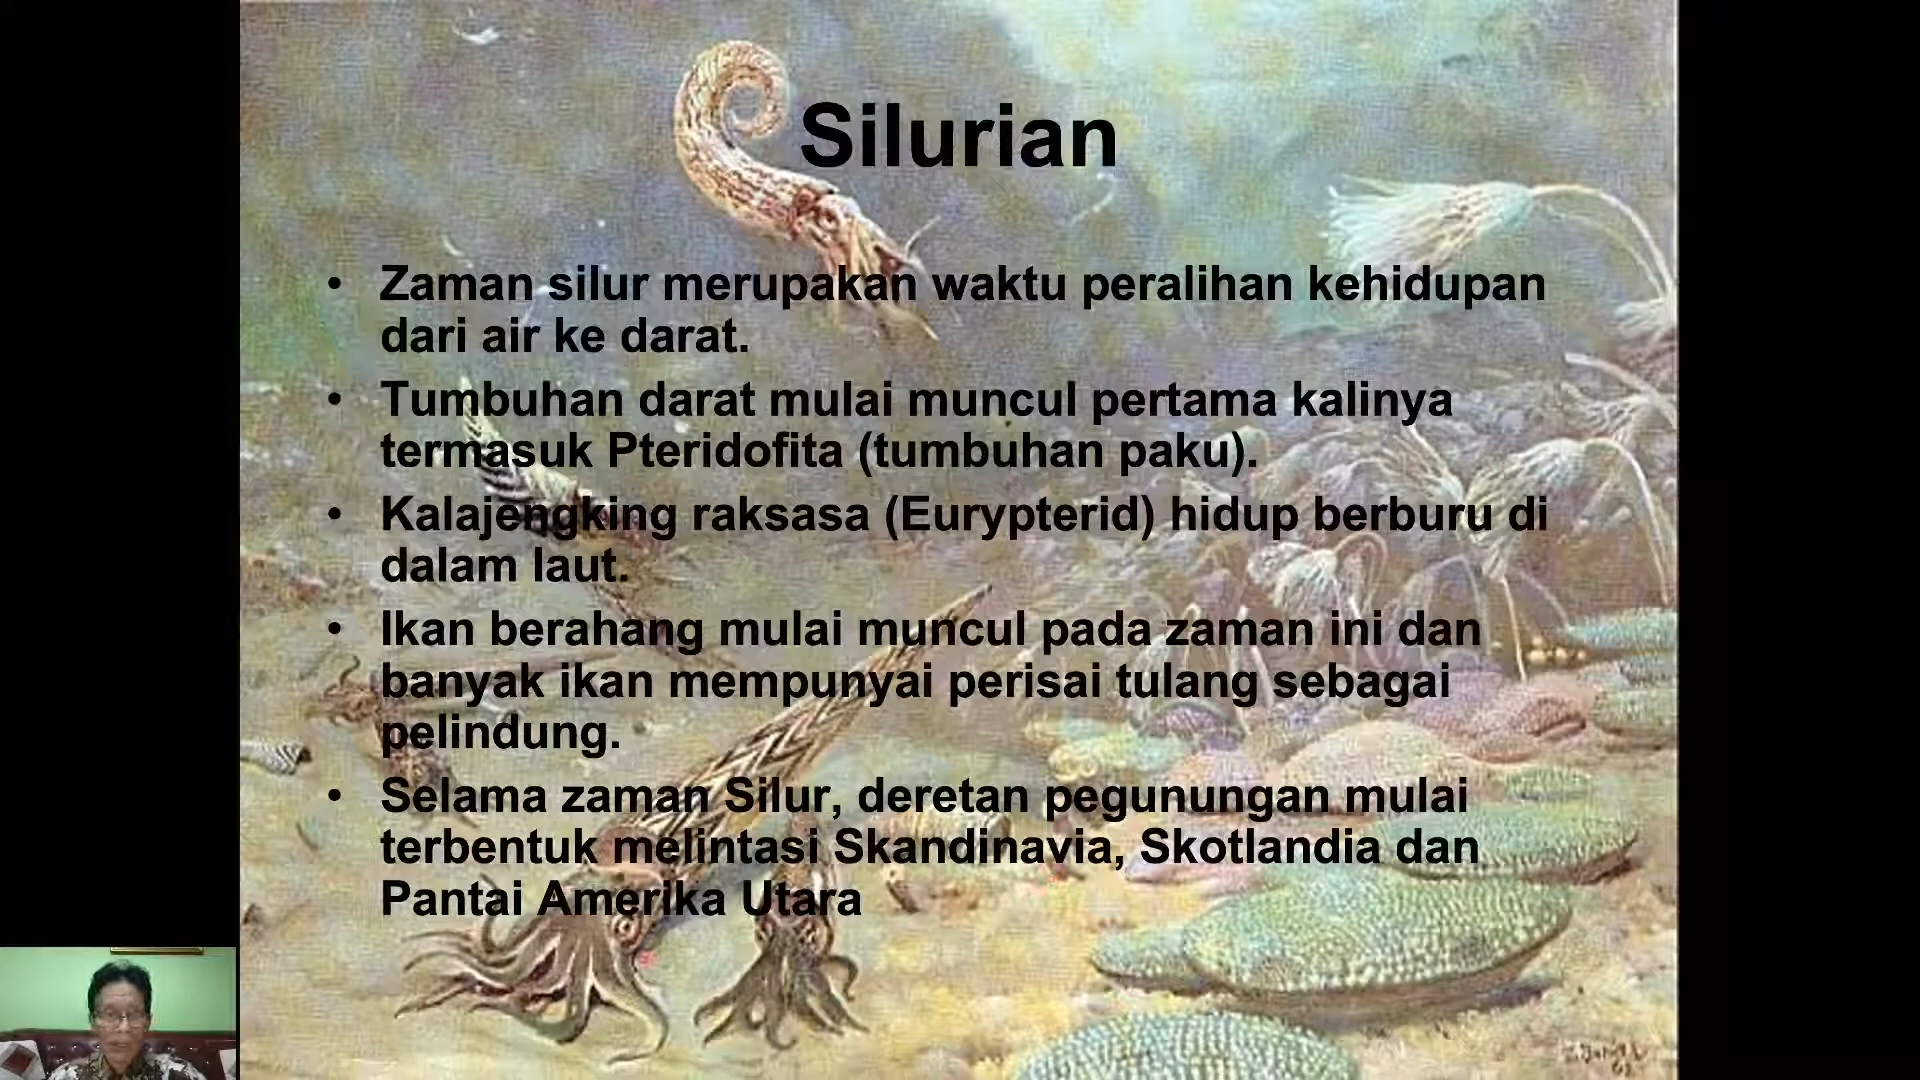 Silurian
• Zaman silur merupakan waktu peralihan kehidupan
dari air ke darat.
• Tumbuhan darat mulai muncul pertama kalinya
termasuk Pteridofita (tumbuhan paku).
• Kalajengking raksasa (Eurypterid) hidup berburu di
dalam laut.
• Ikan berahang mulai muncul pada zaman ini dan
banyak ikan mempunyai perisai tulang sebagai
pelindung.
• Selama zaman Silur, deretan pegunungan mulai
terbentuk melintasi Skandinavia, Skotlandia dan
Pantai Amerika Utara